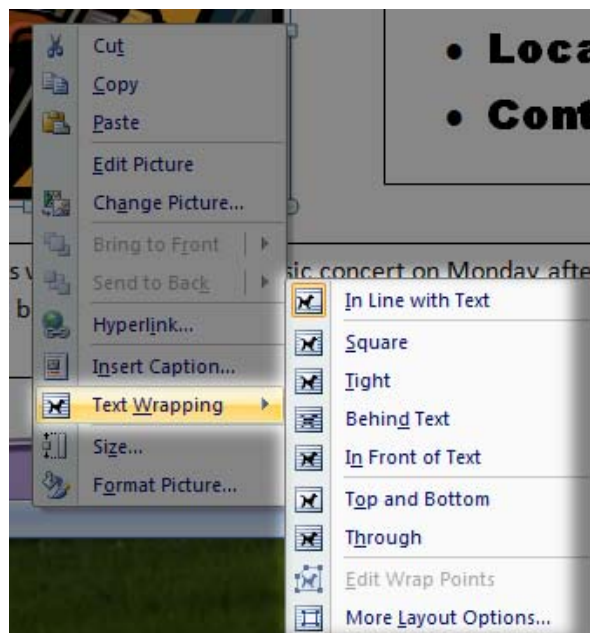 • Loca
• Cont
Cut
Copy
Paste
Edit Picture
Change Picture...
Bring to Front
Send to Back
Hyperlink...
Insert Caption...
Text Wrapping
Size...
Format Picture...
s
sic concert on Monday afte
b
In Line with Text
Square
Tight
Behind Text
In Front of Text
Top and Bottom
Through
Edit Wrap Points
More Layout Options...